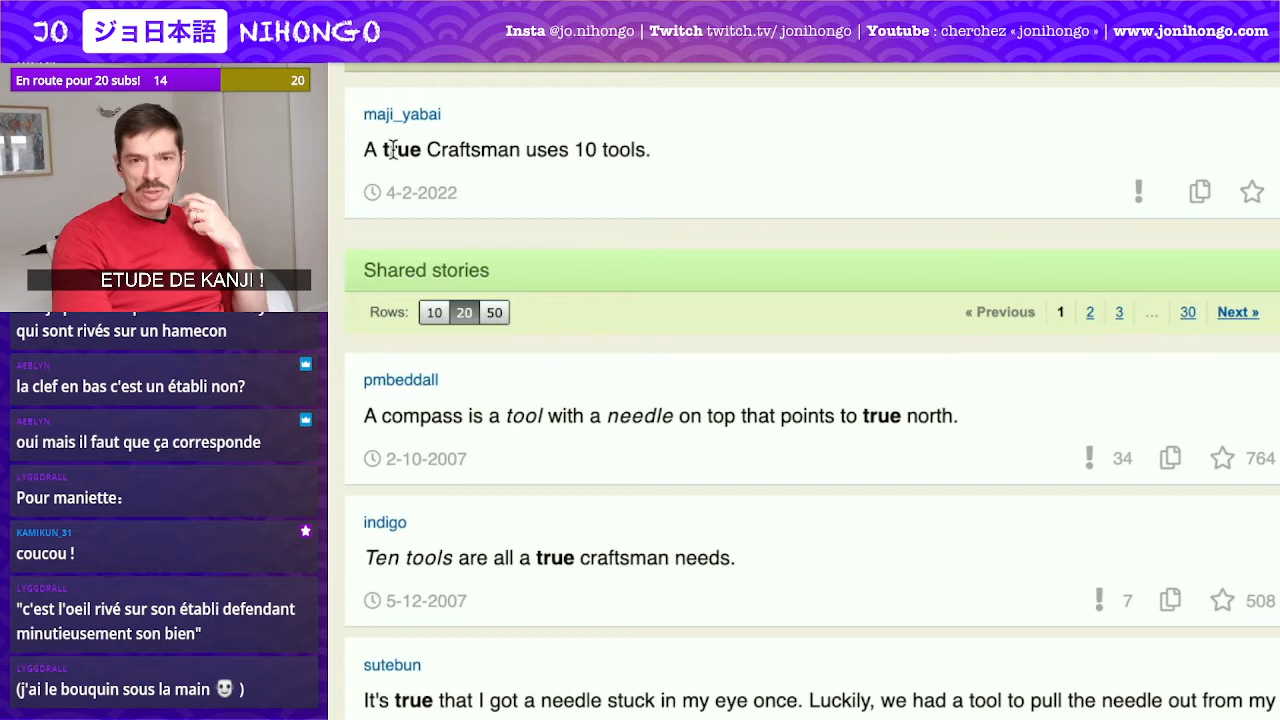 JO ジョ日本語 NIHONGO
Insta @jo.nihongo | Twitch twitch.tv/ jonihongo | Youtube : cherchez « jonihongo » | www.jonihongo.com
En route pour 20 subs! 14 20
ETUDE DE KANJI !
qui sont rivés sur un hamecon
AEBLYN
la clef en bas c'est un établi non?
AEBLYN
oui mais il faut que ça corresponde
LYGGDRALL
Pour maniette:
KAMIKUN_31
coucou !
LYGGDRALL
"c'est l'oeil rivé sur son établi defendant
minutieusement son bien"
LYGGDRALL
(j'ai le bouquin sous la main )
maji_yabai
A true Craftsman uses 10 tools.
4-2-2022
Shared stories
Rows: 10 20 50 « Previous 1 2 3 ... 30 Next »
pmbeddall
A compass is a tool with a needle on top that points to true north.
2-10-2007 34 764
indigo
Ten tools are all a true craftsman needs.
5-12-2007 7 508
sutebun
It's true that I got a needle stuck in my eye once. Luckily, we had a tool to pull the needle out from my